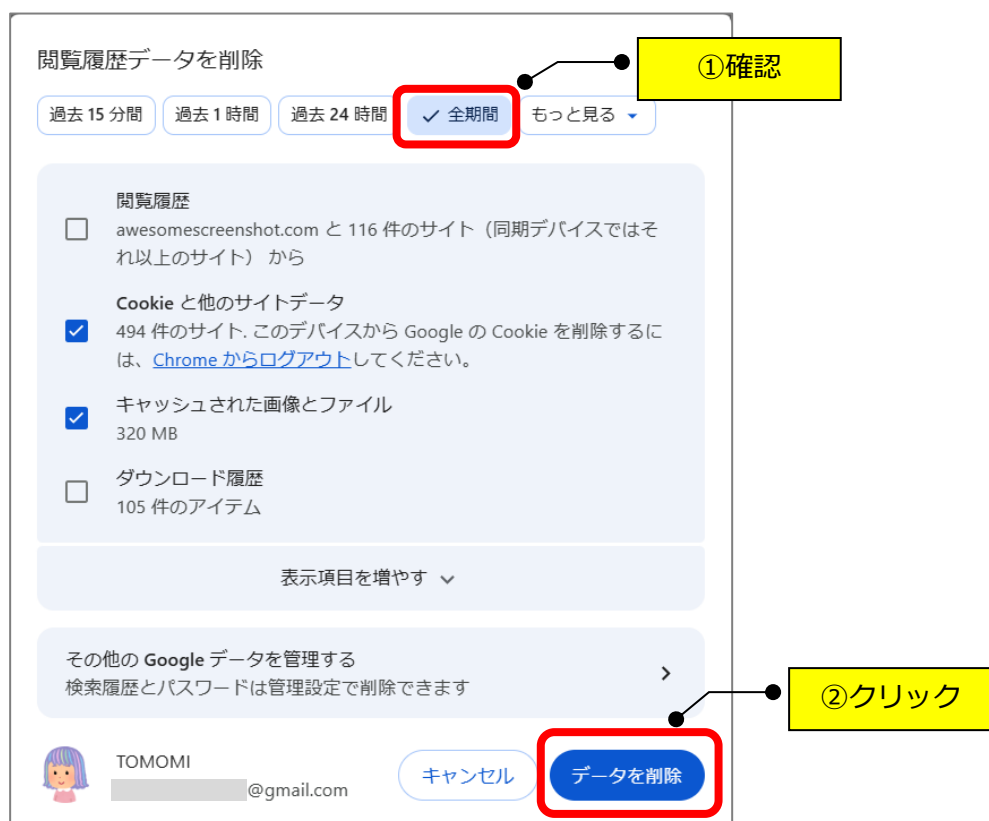 閲覧履歴データを削除
①確認
過去 15 分間
過去 1 時間
過去 24 時間
全期間
もっと見る
閲覧履歴
awesomescreenshot.com と 116 件のサイト（同期デバイスではそ
れ以上のサイト） から
Cookie と他のサイトデータ
494 件のサイト. このデバイスから Google の Cookie を削除するに
は、Chrome からログアウトしてください。
キャッシュされた画像とファイル
320 MB
ダウンロード履歴
105 件のアイテム
表示項目を増やす
その他の Google データを管理する
検索履歴とパスワードは管理設定で削除できます
②クリック
TOMOMI
@gmail.com
キャンセル
データを削除